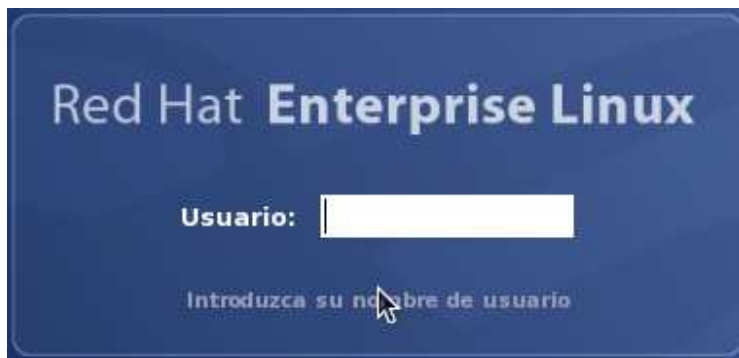 Red Hat Enterprise Linux
Usuario:
Introduzca su nombre de usuario